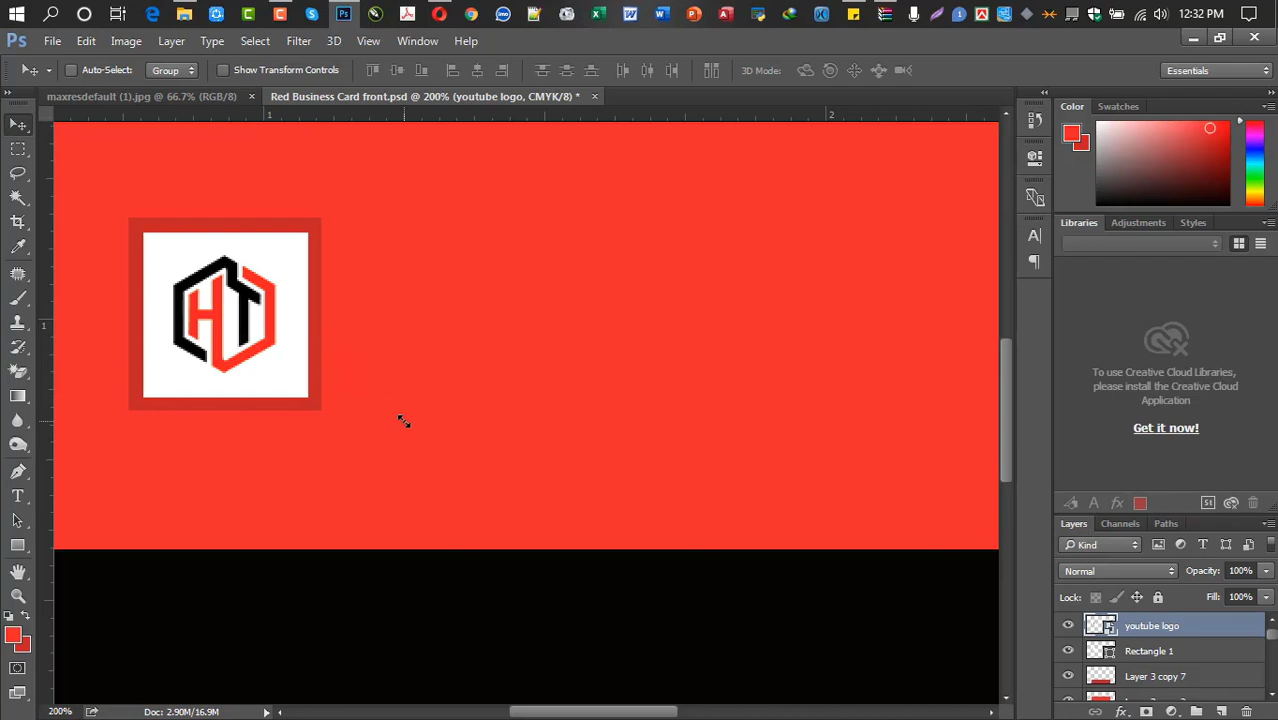 12:32 PM
Ps File Edit Image Layer Type Select Filter 3D View Window Help
Auto-Select: Group Show Transform Controls 3D Mode: Essentials
maxresdefault (1).jpg @ 66.7% (RGB/8) × Red Business Card front.psd @ 200% (youtube logo, CMYK/8) * ×
1 2
Color Swatches
1
HT
Libraries Adjustments Styles
To use Creative Cloud Libraries,
please install the Creative Cloud
Application
Get it now!
Layers Channels Paths
Kind
Normal Opacity: 100%
Lock: Fill: 100%
youtube logo
Rectangle 1
Layer 3 copy 7
200% Doc: 2.90M/16.9M